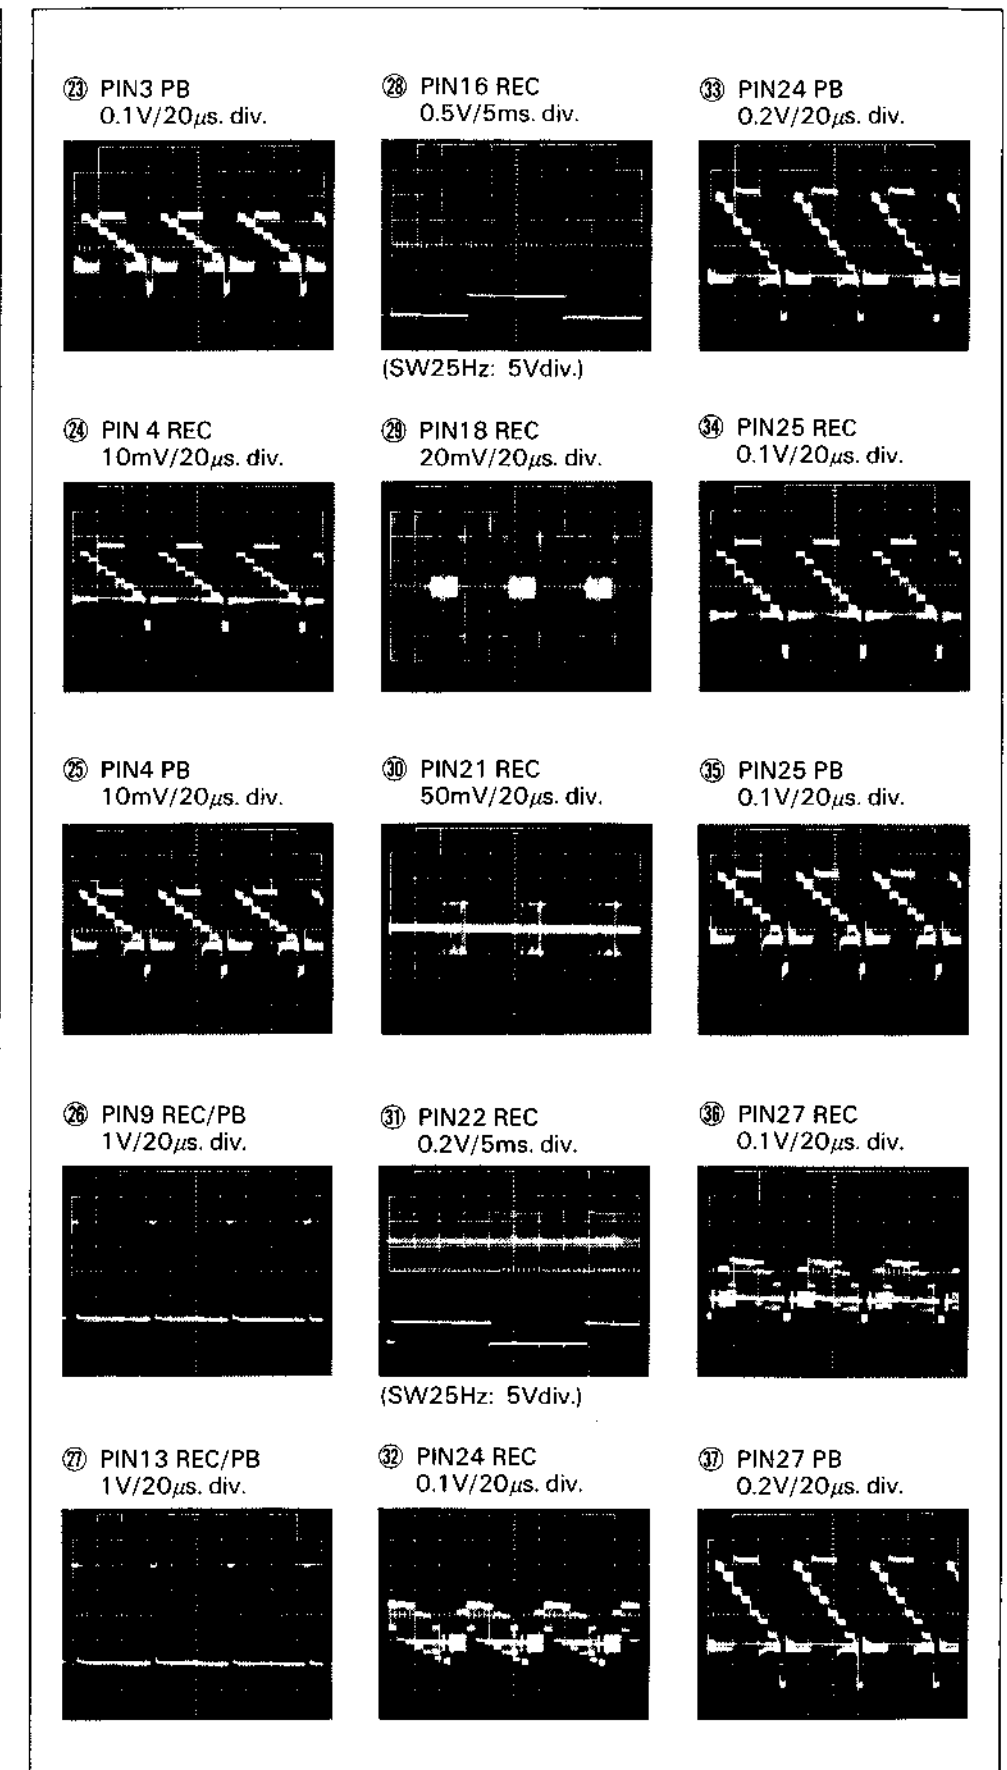 ㉓ PIN3 PB
0.1V/20μs. div.
㉔ PIN 4 REC
10mV/20μs. div.
㉕ PIN4 PB
10mV/20μs. div.
㉖ PIN9 REC/PB
1V/20μs. div.
㉗ PIN13 REC/PB
1V/20μs. div.
㉘ PIN16 REC
0.5V/5ms. div.
(SW25Hz: 5Vdiv.)
㉙ PIN18 REC
20mV/20μs. div.
㉚ PIN21 REC
50mV/20μs. div.
㉛ PIN22 REC
0.2V/5ms. div.
(SW25Hz: 5Vdiv.)
㉜ PIN24 REC
0.1V/20μs. div.
㉝ PIN24 PB
0.2V/20μs. div.
㉞ PIN25 REC
0.1V/20μs. div.
㉟ PIN25 PB
0.1V/20μs. div.
㊱ PIN27 REC
0.1V/20μs. div.
㊲ PIN27 PB
0.2V/20μs. div.